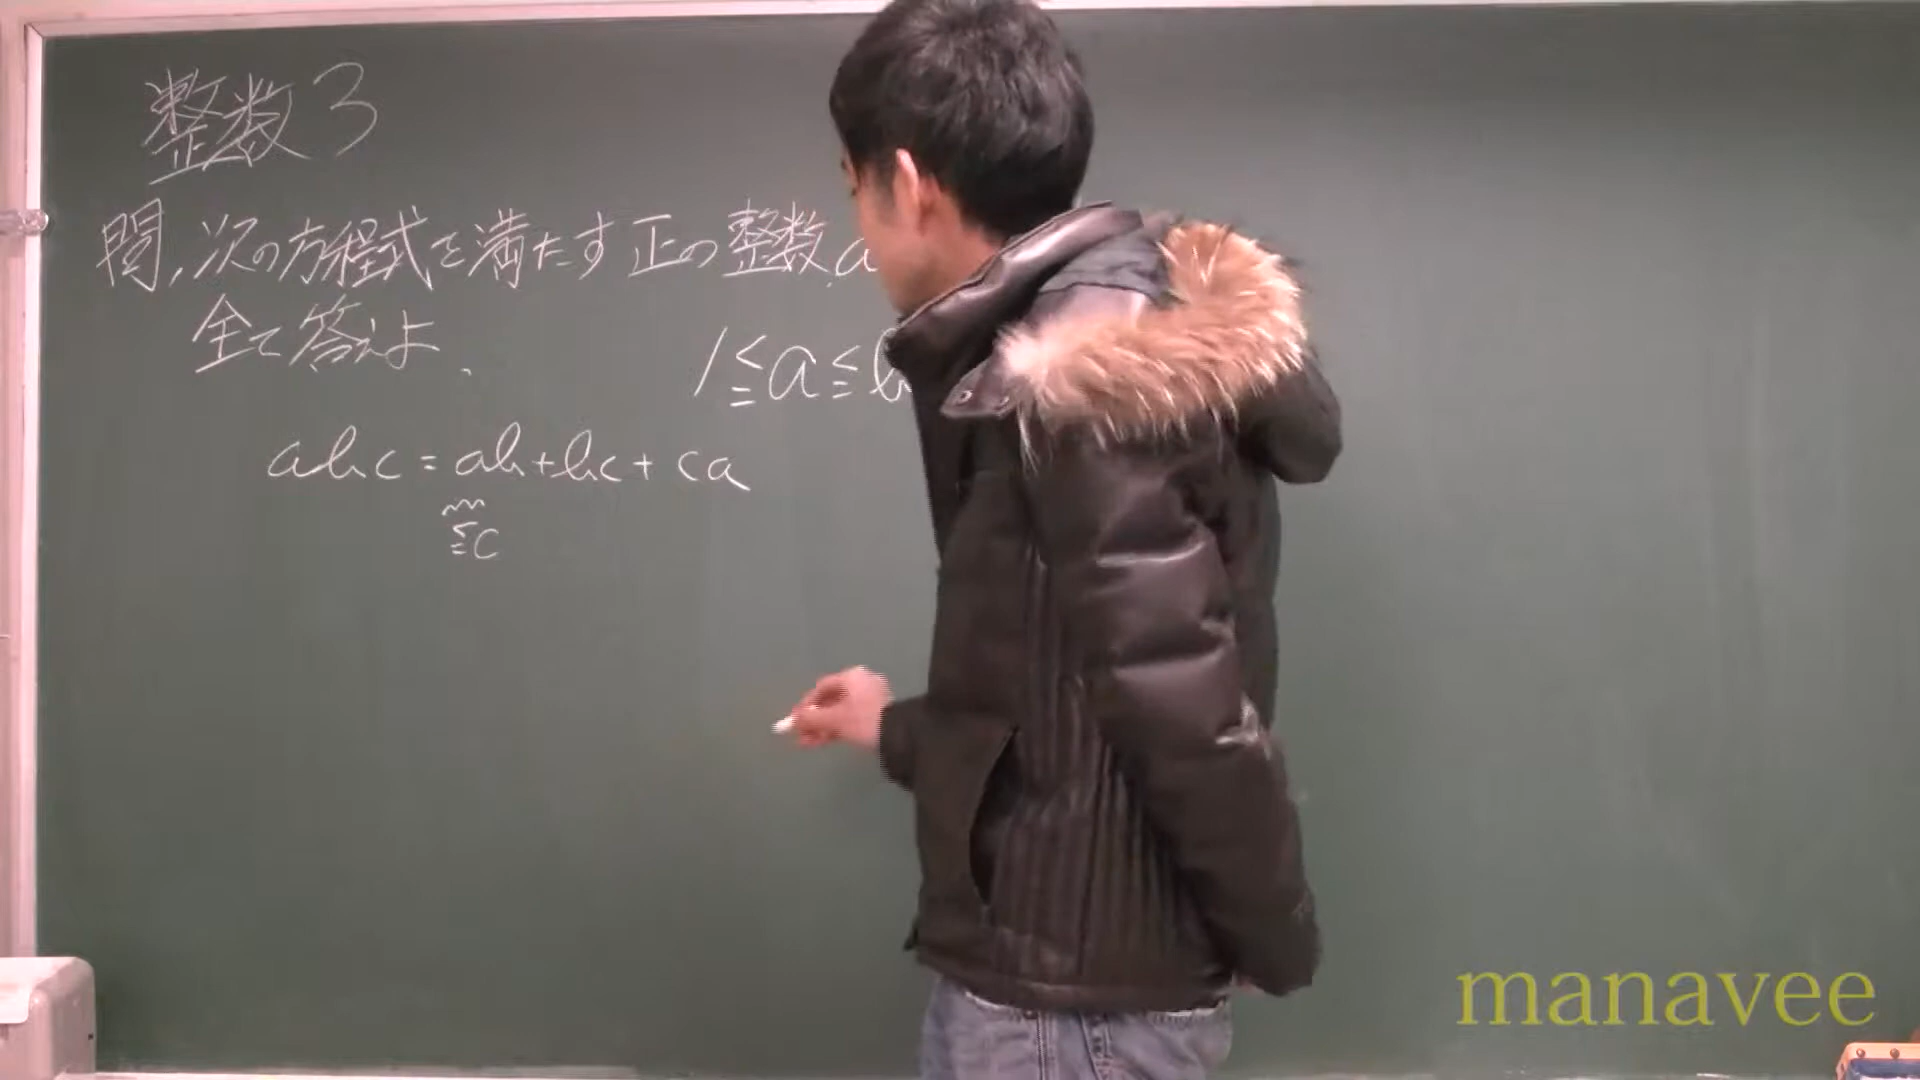 整数3
問,次の方程式を満たす正の整数,a
全て答えよ.
1≦a≦b
abc=ab+bc+ca
≦c
manavee